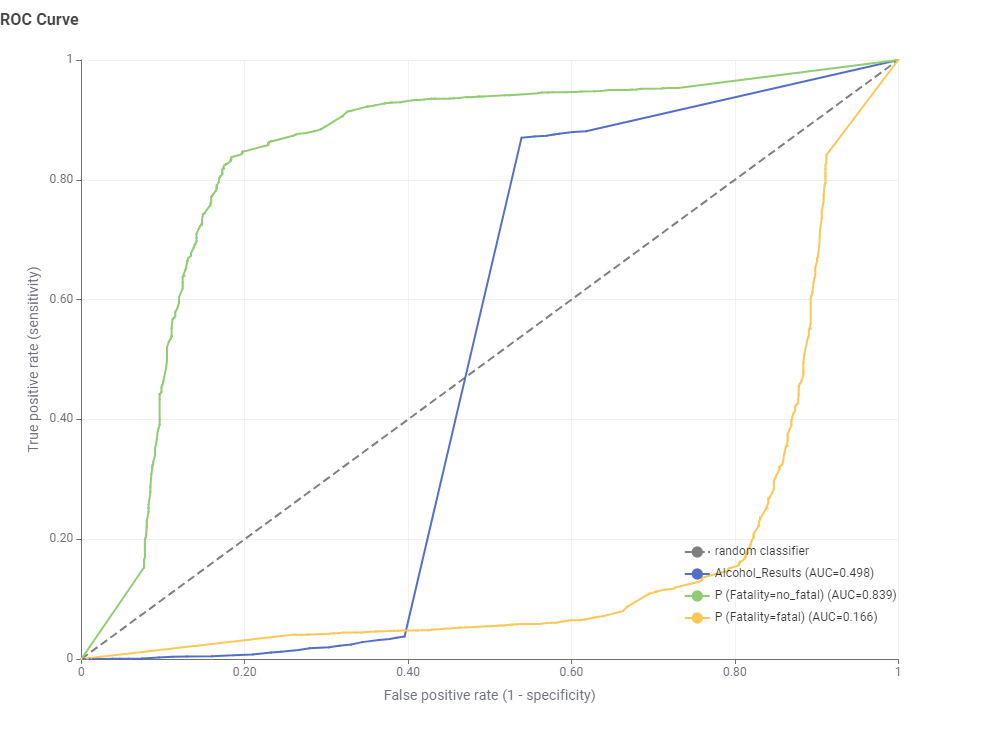 ROC Curve
1
0.80
0.60
0.40
0.20
0
True positive rate (sensitivity)
random classifier
Alcohol_Results (AUC=0.498)
P (Fatality=no_fatal) (AUC=0.839)
P (Fatality=fatal) (AUC=0.166)
0 0.20 0.40 0.60 0.80 1
False positive rate (1 - specificity)